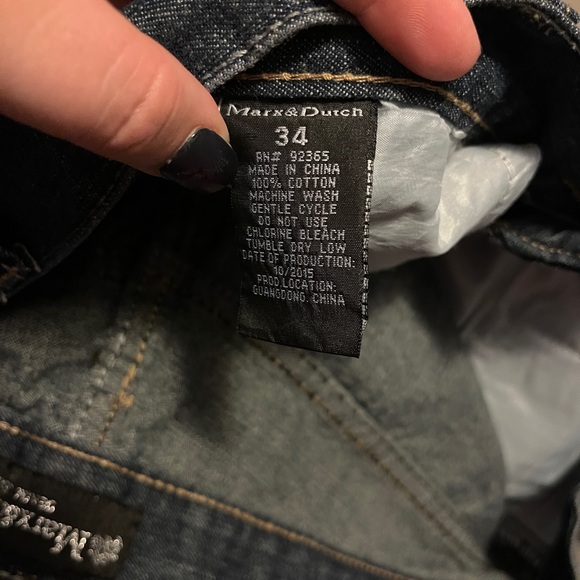 Marx&Dutch
34
RN# 92365
MADE IN CHINA
100% COTTON
MACHINE WASH
GENTLE CYCLE
DO NOT USE
CHLORINE BLEACH
TUMBLE DRY LOW
DATE OF PRODUCTION:
10/2015
PROD.LOCATION:
GUANGDONG, CHINA
Marx&